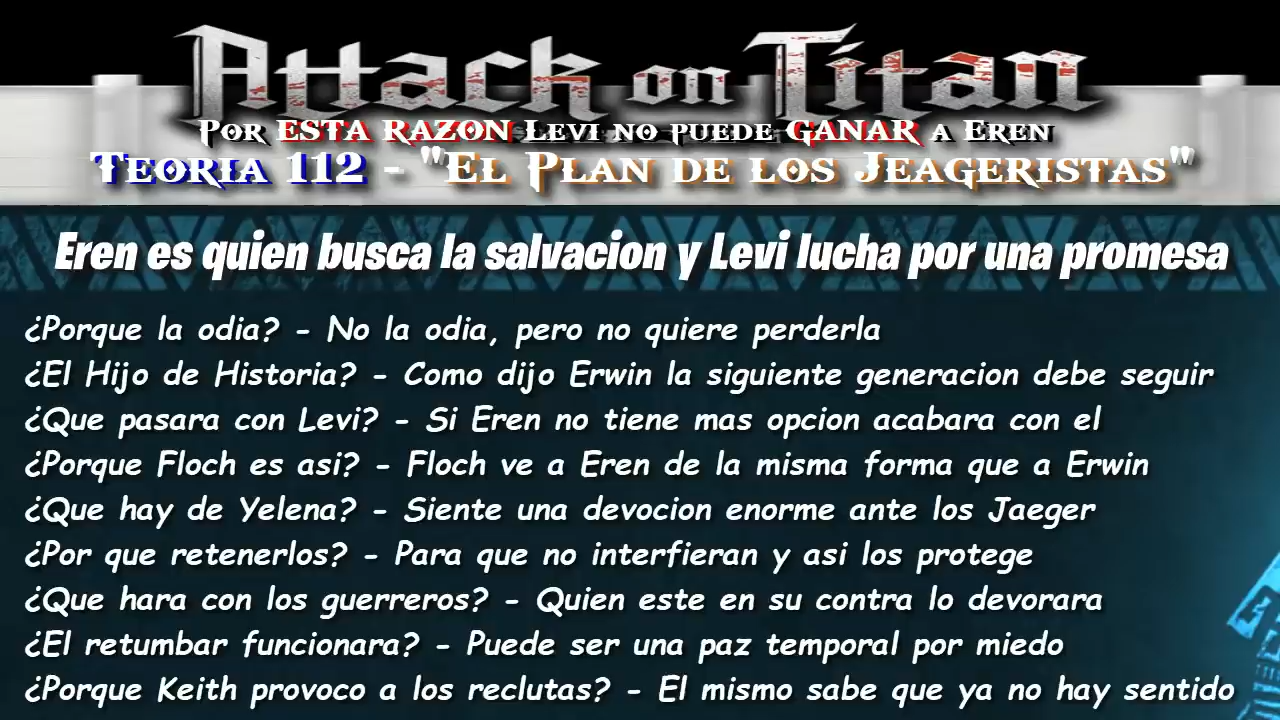 Attack on Titan
Por esta razon Levi no puede ganar a Eren
Teoria 112 - "El Plan de los Jeageristas"
Eren es quien busca la salvacion y Levi lucha por una promesa
¿Porque la odia? - No la odia, pero no quiere perderla
¿El Hijo de Historia? - Como dijo Erwin la siguiente generacion debe seguir
¿Que pasara con Levi? - Si Eren no tiene mas opcion acabara con el
¿Porque Floch es asi? - Floch ve a Eren de la misma forma que a Erwin
¿Que hay de Yelena? - Siente una devocion enorme ante los Jaeger
¿Por que retenerlos? - Para que no interfieran y asi los protege
¿Que hara con los guerreros? - Quien este en su contra lo devorara
¿El retumbar funcionara? - Puede ser una paz temporal por miedo
¿Porque Keith provoco a los reclutas? - El mismo sabe que ya no hay sentido